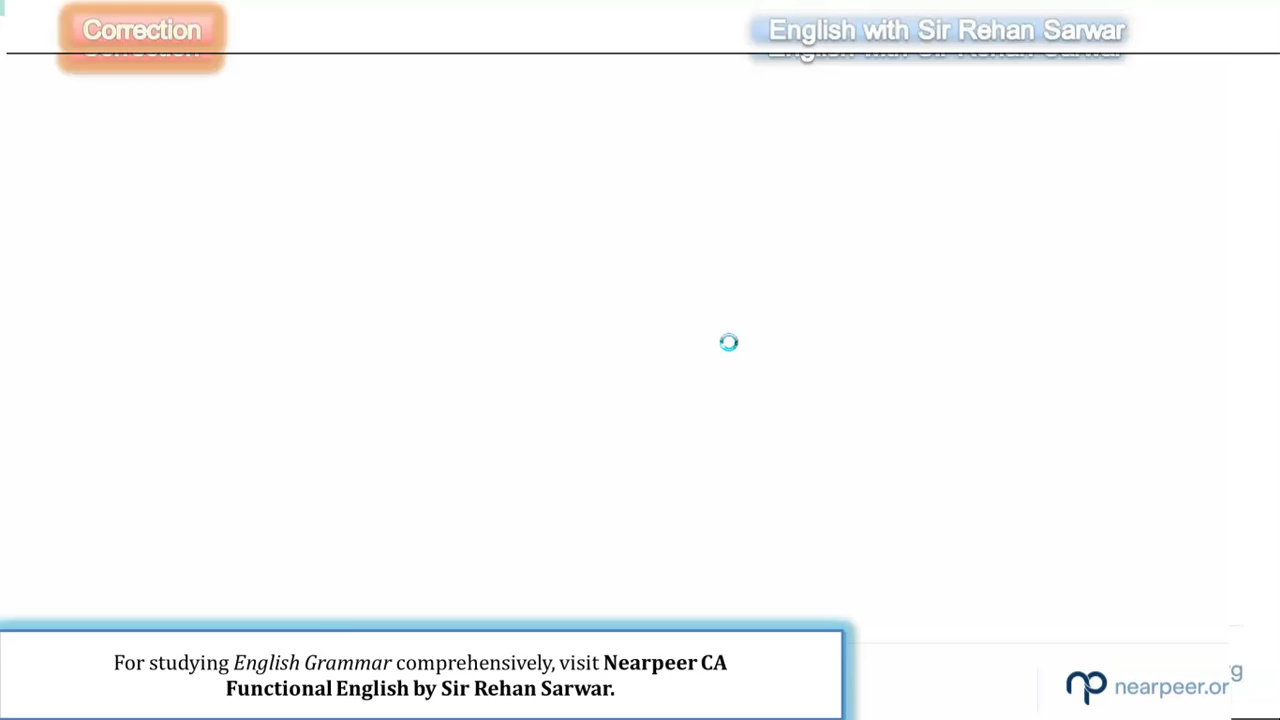 Correction
English with Sir Rehan Sarwar
For studying English Grammar comprehensively, visit Nearpeer CA
Functional English by Sir Rehan Sarwar.
nearpeer.org